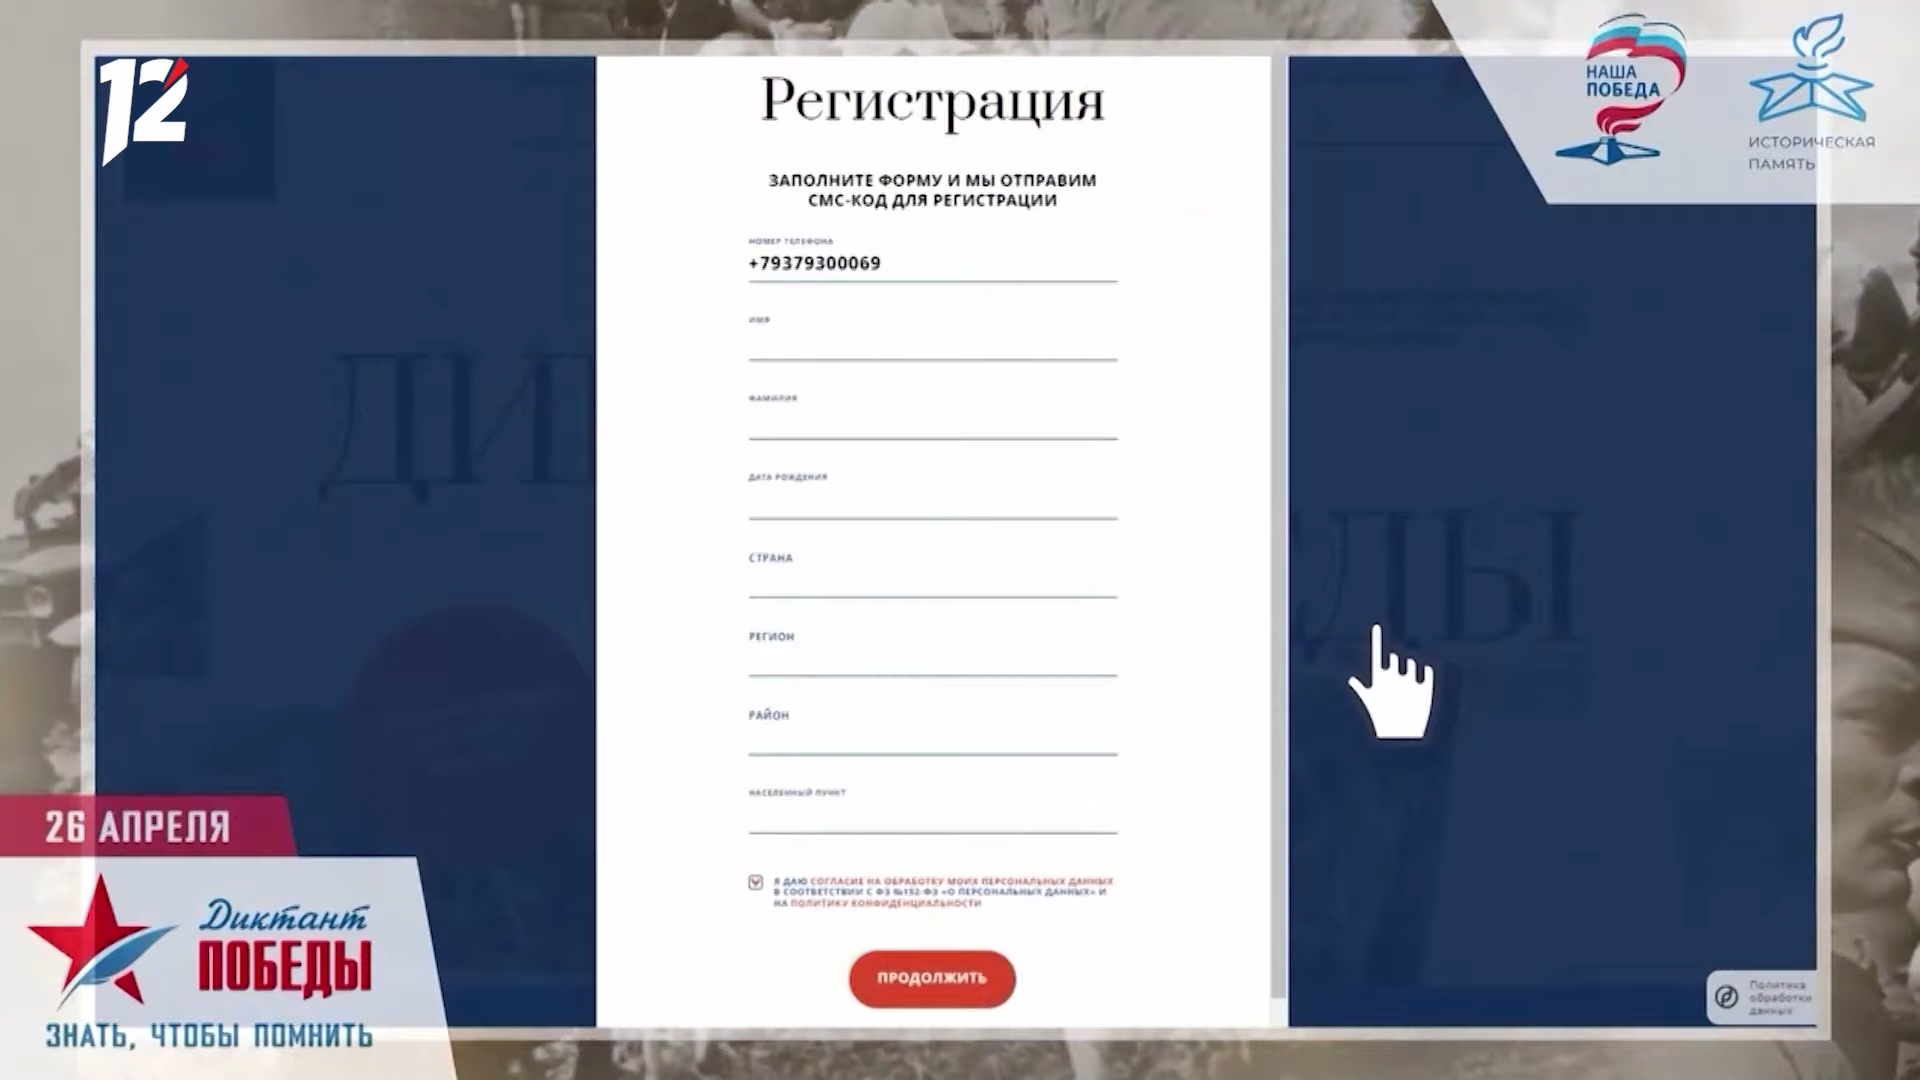 12
НАША
ПОБЕДА
ИСТОРИЧЕСКАЯ
ПАМЯТЬ
Регистрация
ЗАПОЛНИТЕ ФОРМУ И МЫ ОТПРАВИМ
СМС-КОД ДЛЯ РЕГИСТРАЦИИ
НОМЕР ТЕЛЕФОНА
+79379300069
ИМЯ
ФАМИЛИЯ
ДАТА РОЖДЕНИЯ
СТРАНА
РЕГИОН
РАЙОН
НАСЕЛЕННЫЙ ПУНКТ
Я ДАЮ СОГЛАСИЕ НА ОБРАБОТКУ МОИХ ПЕРСОНАЛЬНЫХ ДАННЫХ
В СООТВЕТСТВИИ С ФЗ №152-ФЗ «О ПЕРСОНАЛЬНЫХ ДАННЫХ» И
НА ПОЛИТИКУ КОНФИДЕНЦИАЛЬНОСТИ
ПРОДОЛЖИТЬ
ДИ
ДЫ
26 АПРЕЛЯ
Диктант
ПОБЕДЫ
ЗНАТЬ, ЧТОБЫ ПОМНИТЬ
Политика
обработки
данных